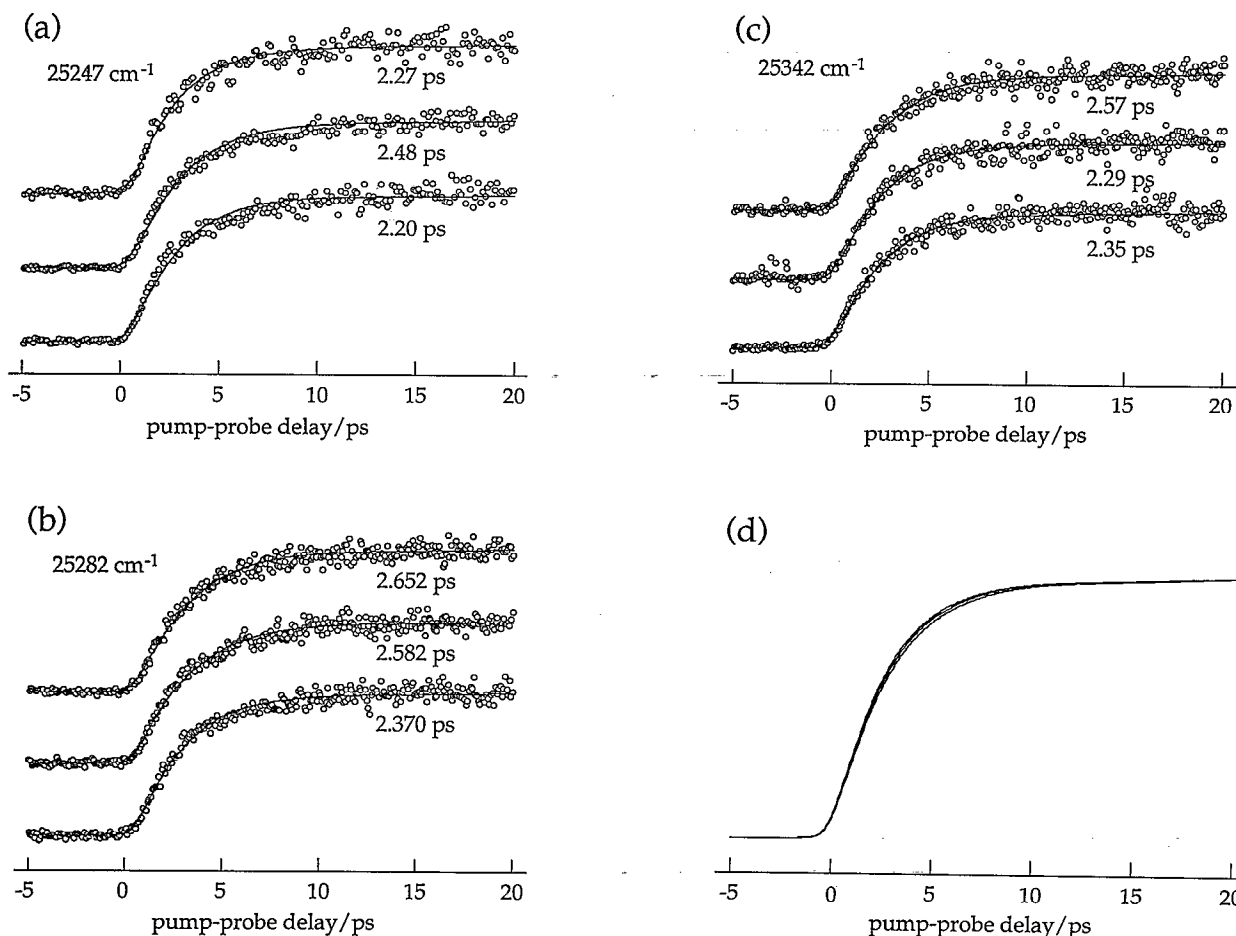 (a)
25247 cm⁻¹
2.27 ps
2.48 ps
2.20 ps
-5 0 5 10 15 20
pump-probe delay/ps
(b)
25282 cm⁻¹
2.652 ps
2.582 ps
2.370 ps
-5 0 5 10 15 20
pump-probe delay/ps
(c)
25342 cm⁻¹
2.57 ps
2.29 ps
2.35 ps
-5 0 5 10 15 20
pump-probe delay/ps
(d)
-5 0 5 10 15 20
pump-probe delay/ps